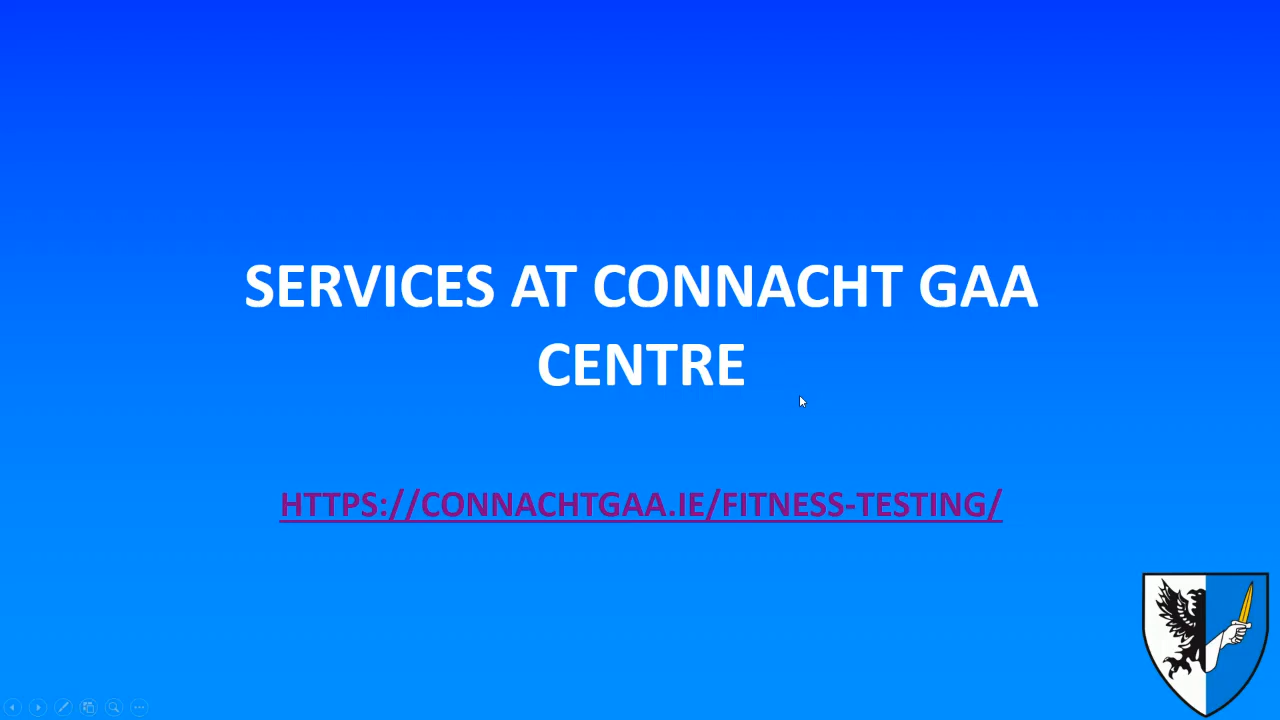 SERVICES AT CONNACHT GAA
CENTRE
HTTPS://CONNACHTGAA.IE/FITNESS-TESTING/